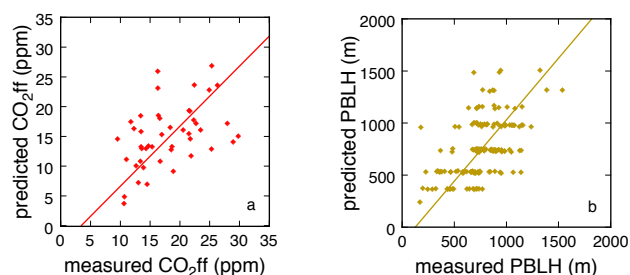 35
30
25
20
15
10
5
0
predicted CO₂ff (ppm)
a
0 5 10 15 20 25 30 35
measured CO₂ff (ppm)
2000
1500
1000
500
0
predicted PBLH (m)
b
0 500 1000 1500 2000
measured PBLH (m)